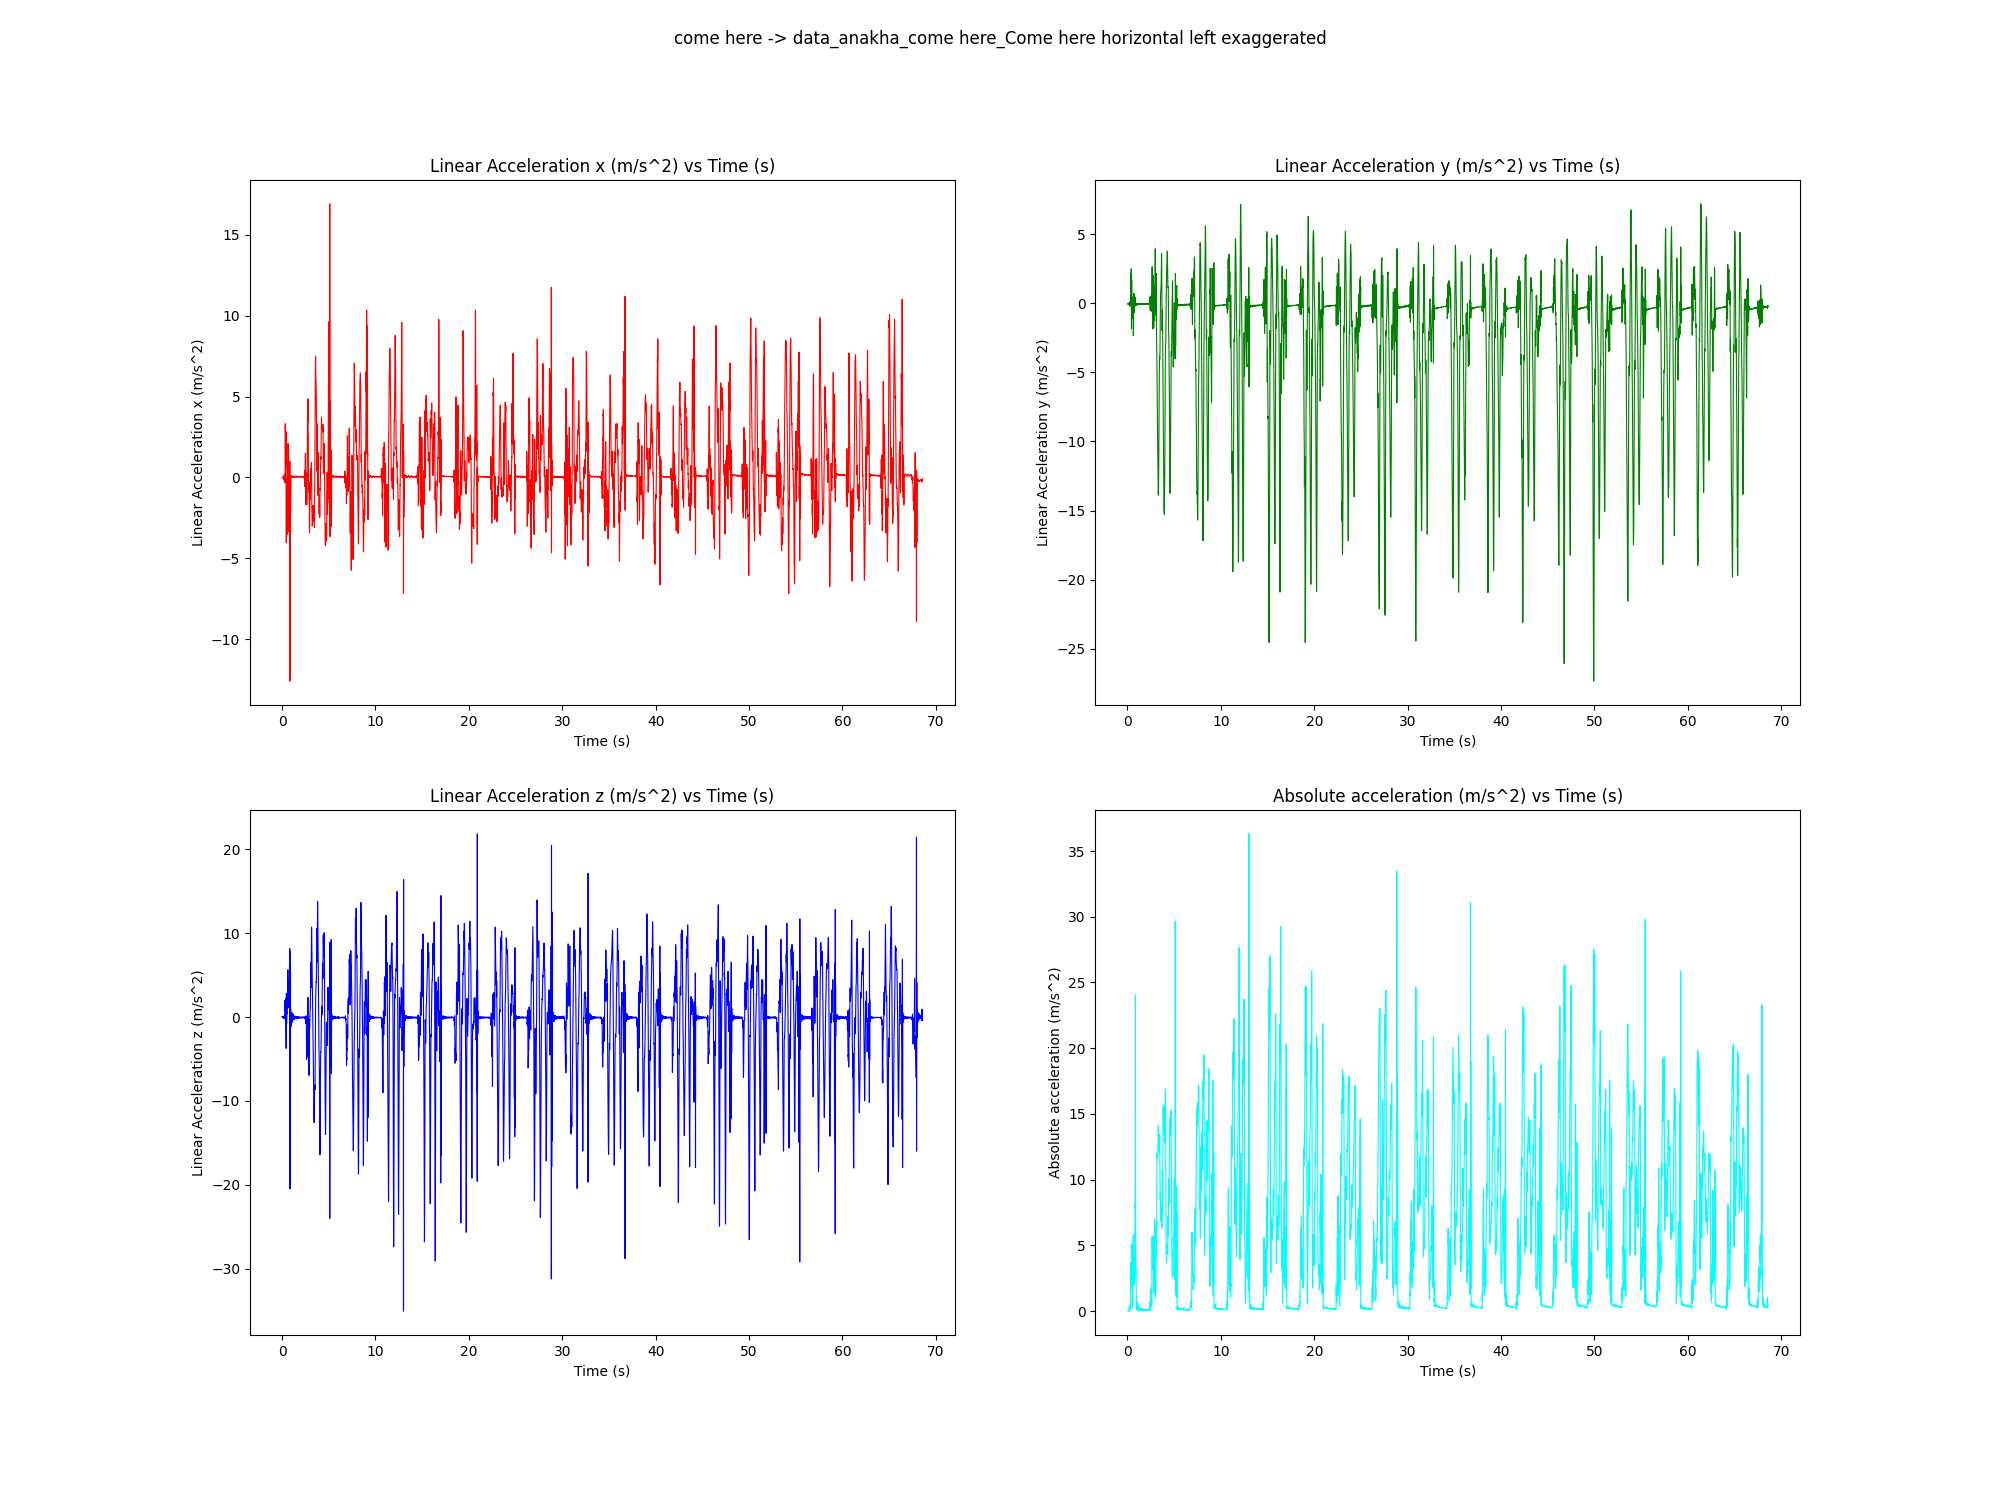 come here -> data_anakha_come here_Come here horizontal left exaggerated
Linear Acceleration x (m/s^2) vs Time (s)
Linear Acceleration x (m/s^2)
15
10
5
0
−5
−10
0 10 20 30 40 50 60 70
Time (s)
Linear Acceleration y (m/s^2) vs Time (s)
Linear Acceleration y (m/s^2)
5
0
−5
−10
−15
−20
−25
0 10 20 30 40 50 60 70
Time (s)
Linear Acceleration z (m/s^2) vs Time (s)
Linear Acceleration z (m/s^2)
20
10
0
−10
−20
−30
0 10 20 30 40 50 60 70
Time (s)
Absolute acceleration (m/s^2) vs Time (s)
Absolute acceleration (m/s^2)
35
30
25
20
15
10
5
0
0 10 20 30 40 50 60 70
Time (s)